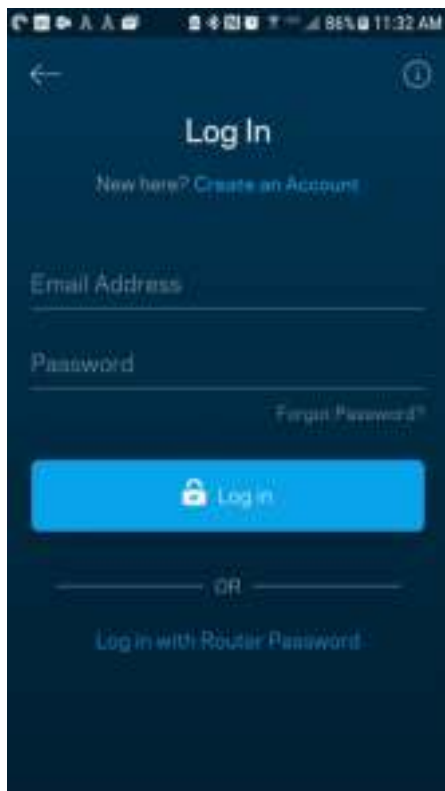 86% 11:32 AM
Log In
New here? Create an Account
Email Address
Password
Forgot Password?
Log in
OR
Log in with Router Password